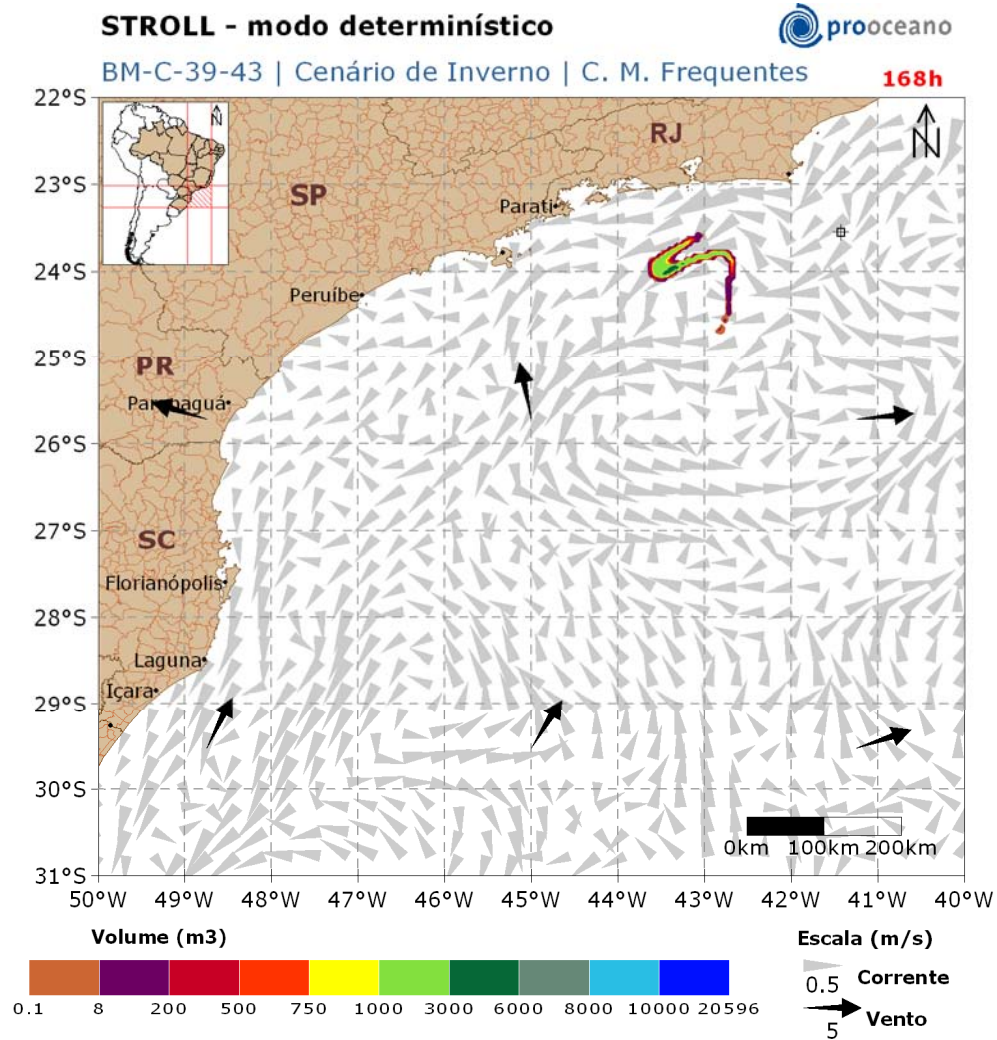 STROLL - modo determinístico
prooceano
BM-C-39-43 | Cenário de Inverno | C. M. Frequentes
168h
22°S
N
N
RJ
23°S
SP
Parati
24°S
Peruíbe
25°S
PR
Paranaguá
26°S
27°S
SC
Florianópolis
28°S
Laguna
Içara
29°S
30°S
0km 100km 200km
31°S
50°W 49°W 48°W 47°W 46°W 45°W 44°W 43°W 42°W 41°W 40°W
Volume (m3)
0.1 8 200 500 750 1000 3000 6000 8000 10000 20596
Escala (m/s)
0.5 Corrente
5 Vento